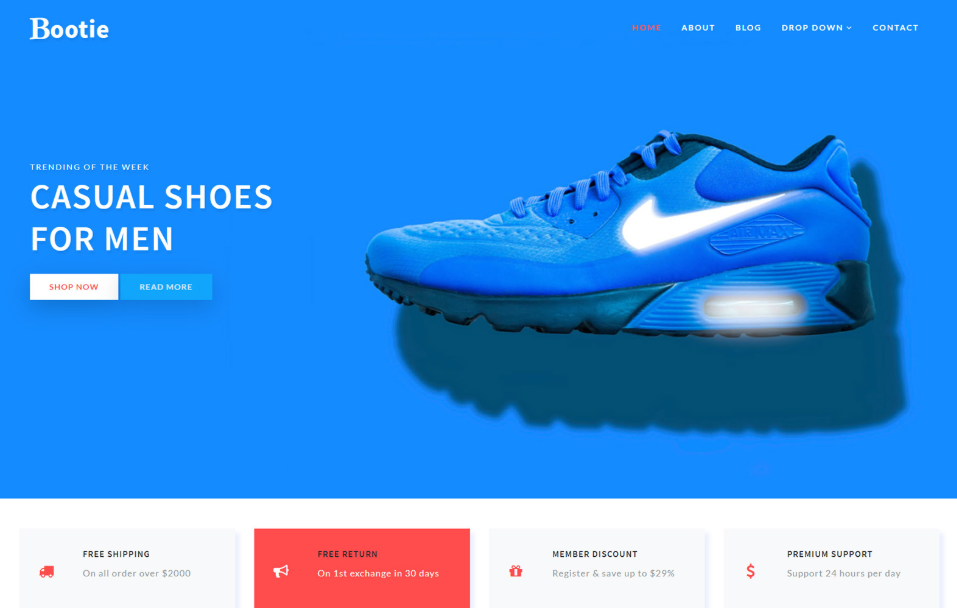 Bootie
HOME ABOUT BLOG DROP DOWN CONTACT
TRENDING OF THE WEEK
CASUAL SHOES
FOR MEN
SHOP NOW READ MORE
AIR MAX
FREE SHIPPING
On all order over $2000
FREE RETURN
On 1st exchange in 30 days
MEMBER DISCOUNT
Register & save up to $29%
PREMIUM SUPPORT
Support 24 hours per day